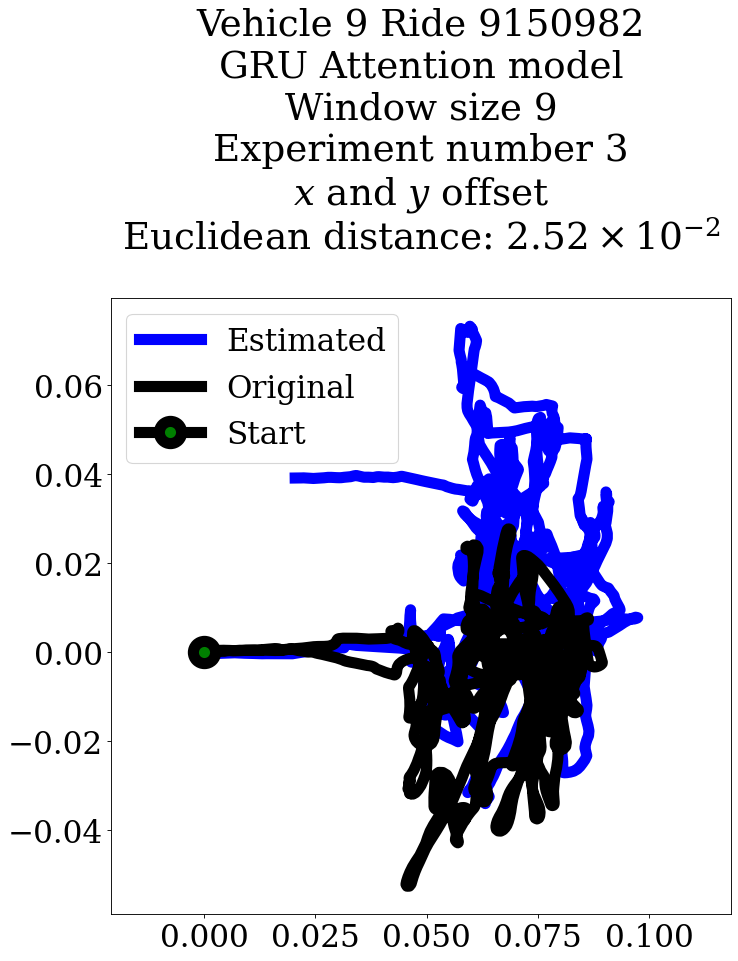 Vehicle 9 Ride 9150982
GRU Attention model
Window size 9
Experiment number 3
x and y offset
Euclidean distance: 2.52 × 10⁻²
Estimated
Original
Start
0.06
0.04
0.02
0.00
−0.02
−0.04
0.000 0.025 0.050 0.075 0.100